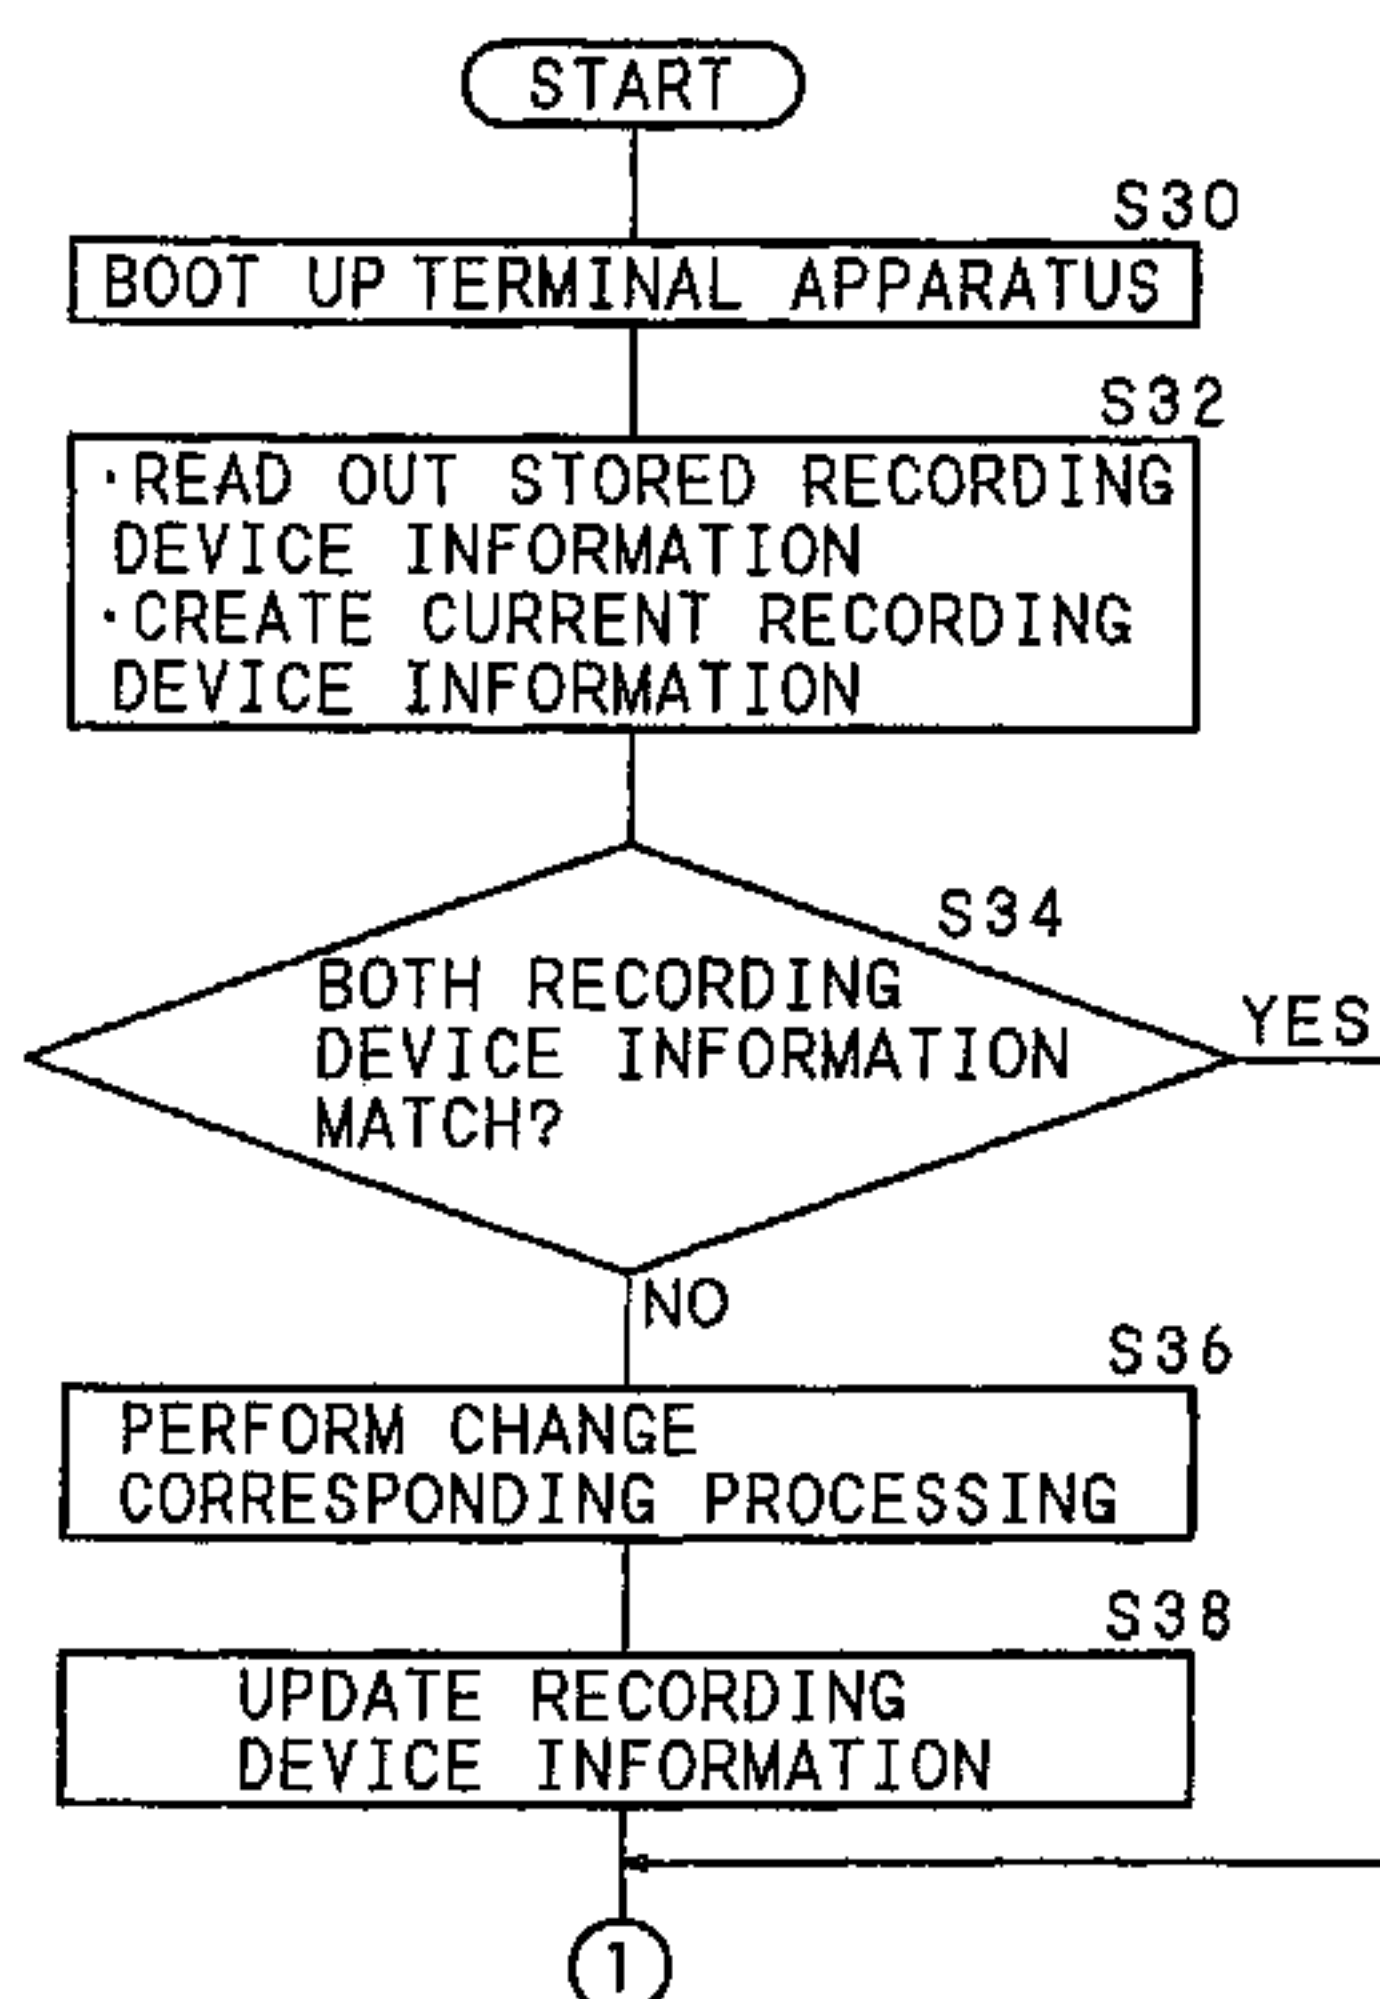 START
S30
BOOT UP TERMINAL APPARATUS
S32
·READ OUT STORED RECORDING
DEVICE INFORMATION
·CREATE CURRENT RECORDING
DEVICE INFORMATION
S34
BOTH RECORDING
DEVICE INFORMATION
MATCH?
YES
NO
S36
PERFORM CHANGE
CORRESPONDING PROCESSING
S38
UPDATE RECORDING
DEVICE INFORMATION
1